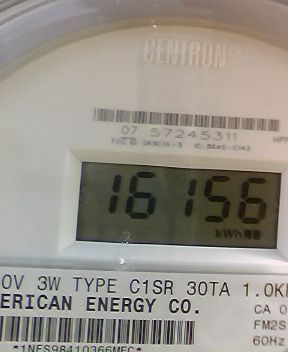 CENTRON®
07 57245311
16156
kWh
0V 3W TYPE C1SR 30TA 1.0K
ERICAN ENERGY CO.
CA 0
FM2S
60Hz
*1NES98410366MEC*